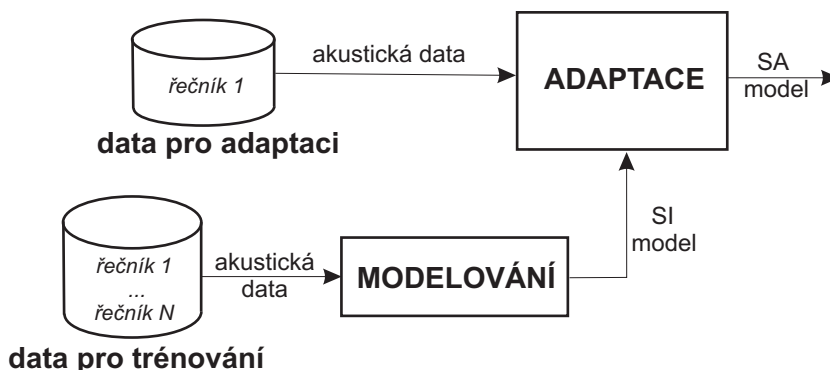 řečník 1
data pro adaptaci
akustická data
ADAPTACE
SA
model
SI
model
řečník 1
...
řečník N
data pro trénování
akustická
data
MODELOVÁNÍ